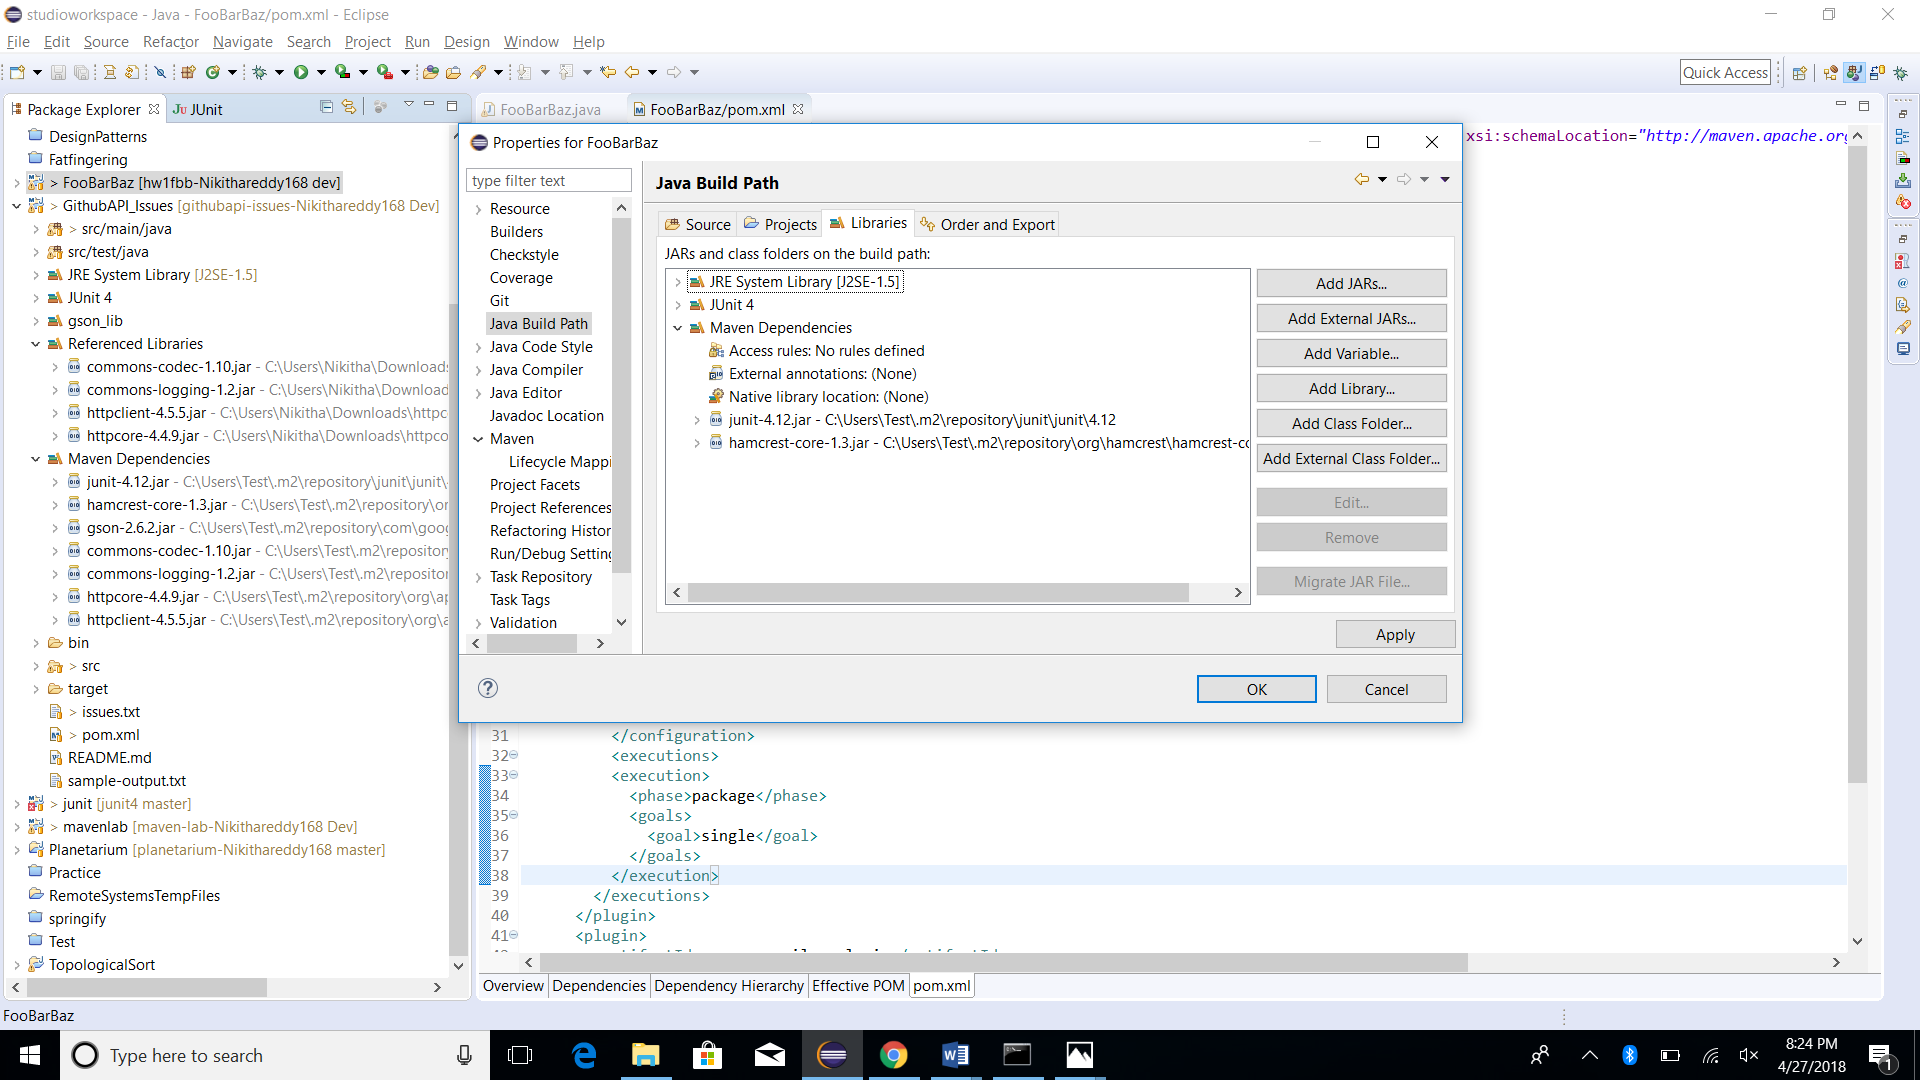 studioworkspace - Java - FooBarBaz/pom.xml - Eclipse
File Edit Source Refactor Navigate Search Project Run Design Window Help
Quick Access
Package Explorer
JUnit
FooBarBaz.java
FooBarBaz/pom.xml
DesignPatterns
Fatfingering
> FooBarBaz [hw1fbb-Nikithareddy168 dev]
> GithubAPI_Issues [githubapi-issues-Nikithareddy168 Dev]
> src/main/java
src/test/java
JRE System Library [J2SE-1.5]
JUnit 4
gson_lib
Referenced Libraries
commons-codec-1.10.jar - C:\Users\Nikitha\Downloads
commons-logging-1.2.jar - C:\Users\Nikitha\Download
httpclient-4.5.5.jar - C:\Users\Nikitha\Downloads\httpc
httpcore-4.4.9.jar - C:\Users\Nikitha\Downloads\httpco
Maven Dependencies
junit-4.12.jar - C:\Users\Test\.m2\repository\junit\junit\
hamcrest-core-1.3.jar - C:\Users\Test\.m2\repository\or
gson-2.6.2.jar - C:\Users\Test\.m2\repository\com\goog
commons-codec-1.10.jar - C:\Users\Test\.m2\repository
commons-logging-1.2.jar - C:\Users\Test\.m2\repositor
httpcore-4.4.9.jar - C:\Users\Test\.m2\repository\org\ap
httpclient-4.5.5.jar - C:\Users\Test\.m2\repository\org\a
bin
> src
target
> issues.txt
> pom.xml
README.md
sample-output.txt
> junit [junit4 master]
> mavenlab [maven-lab-Nikithareddy168 Dev]
Planetarium [planetarium-Nikithareddy168 master]
Practice
RemoteSystemsTempFiles
springify
Test
TopologicalSort
xsi:schemaLocation="http://maven.apache.org
Properties for FooBarBaz
type filter text
Resource
Builders
Checkstyle
Coverage
Git
Java Build Path
Java Code Style
Java Compiler
Java Editor
Javadoc Location
Maven
Lifecycle Mappi
Project Facets
Project References
Refactoring Histor
Run/Debug Setting
Task Repository
Task Tags
Validation
Java Build Path
Source Projects Libraries Order and Export
JARs and class folders on the build path:
JRE System Library [J2SE-1.5]
JUnit 4
Maven Dependencies
Access rules: No rules defined
External annotations: (None)
Native library location: (None)
junit-4.12.jar - C:\Users\Test\.m2\repository\junit\junit\4.12
hamcrest-core-1.3.jar - C:\Users\Test\.m2\repository\org\hamcrest\hamcrest-co
Add JARs...
Add External JARs...
Add Variable...
Add Library...
Add Class Folder...
Add External Class Folder...
Edit...
Remove
Migrate JAR File...
Apply
OK
Cancel
31 </configuration>
32 <executions>
33 <execution>
34 <phase>package</phase>
35 <goals>
36 <goal>single</goal>
37 </goals>
38 </execution>
39 </executions>
40 </plugin>
41 <plugin>
Overview Dependencies Dependency Hierarchy Effective POM pom.xml
FooBarBaz
Type here to search
8:24 PM
4/27/2018
1